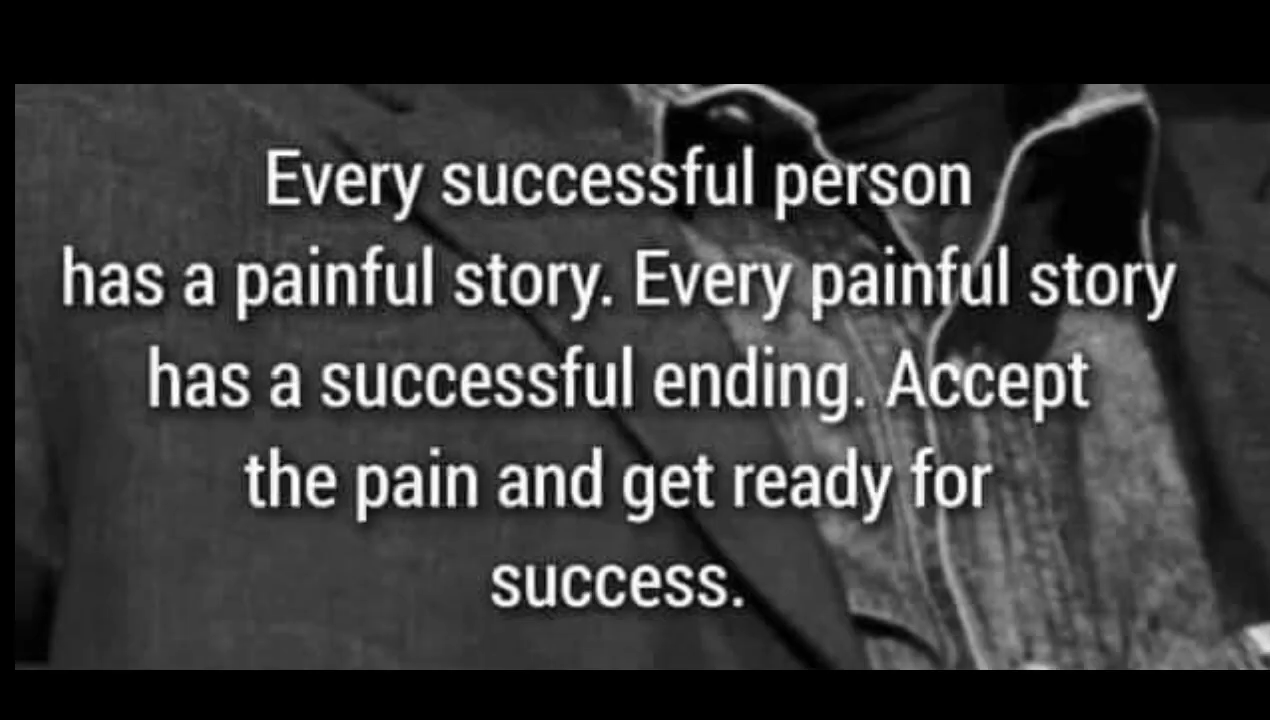 Every successful person
has a painful story. Every painful story
has a successful ending. Accept
the pain and get ready for
success.